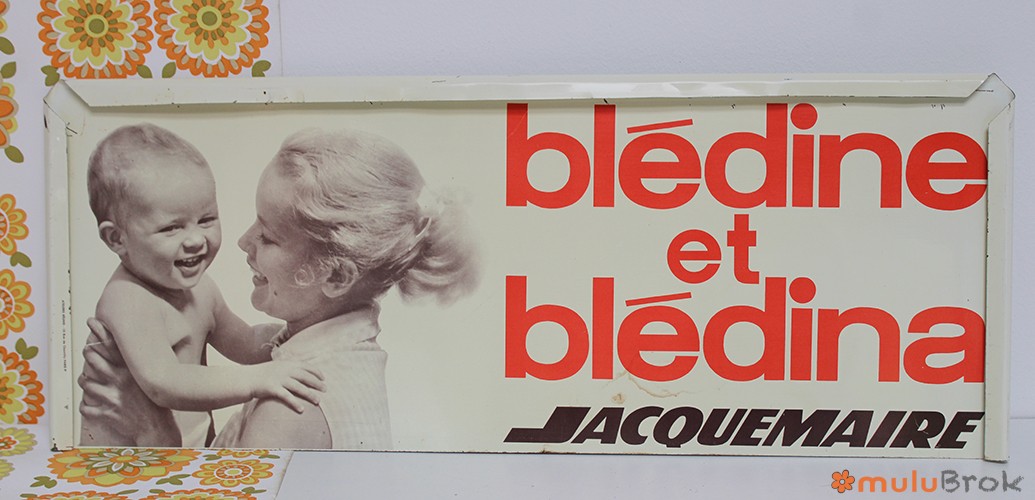 blédine
et
blédina
JACQUEMAIRE
muluBrok